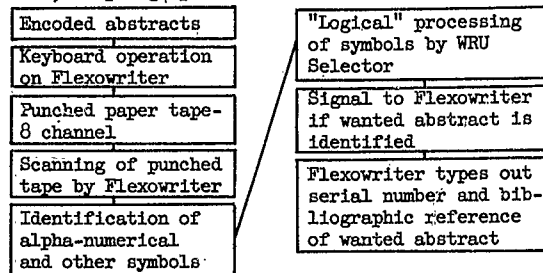 Encoded abstracts
Keyboard operation
on Flexowriter
Punched paper tape-
8 channel
Scanning of punched
tape by Flexowriter
Identification of
alpha-numerical
and other symbols
"Logical" processing
of symbols by WRU
Selector
Signal to Flexowriter
if wanted abstract is
identified
Flexowriter types out
serial number and bib-
liographic reference
of wanted abstract